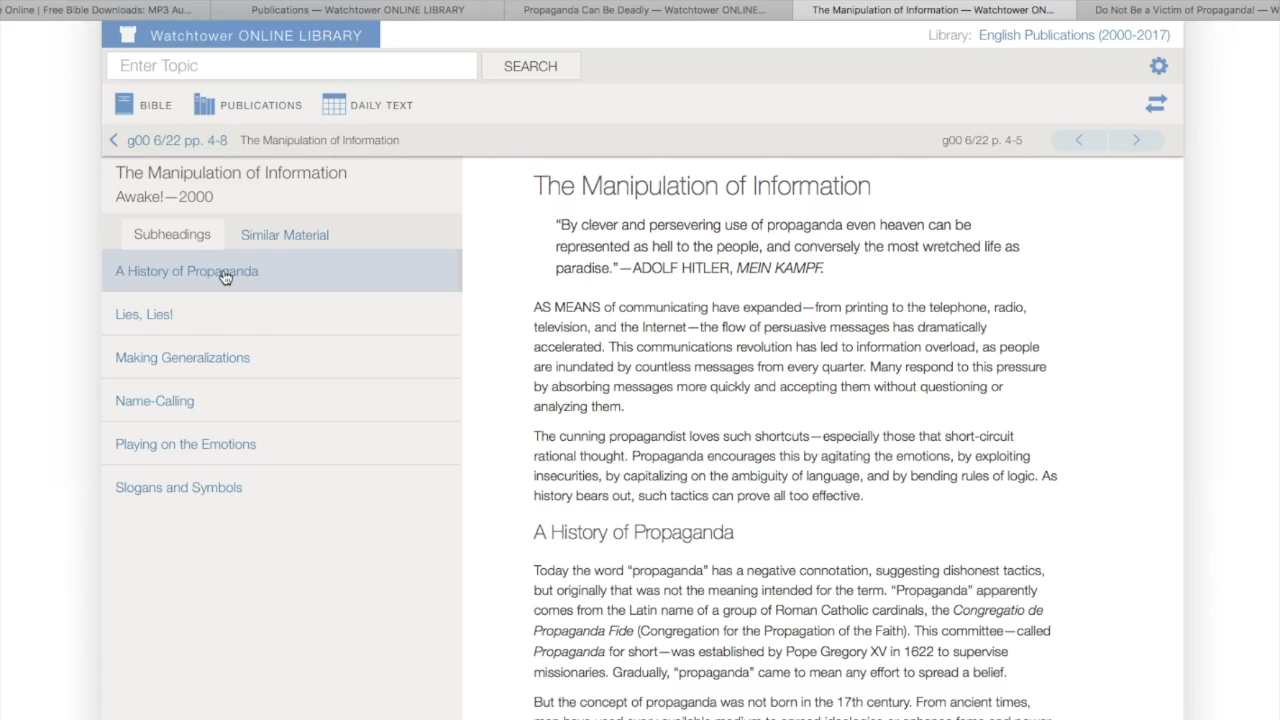 e Online | Free Bible Downloads: MP3 Au...
Publications — Watchtower ONLINE LIBRARY
Propaganda Can Be Deadly — Watchtower ONLINE...
The Manipulation of Information — Watchtower ON...
Do Not Be a Victim of Propaganda! — W
Watchtower ONLINE LIBRARY
Library: English Publications (2000-2017)
Enter Topic
SEARCH
BIBLE
PUBLICATIONS
DAILY TEXT
g00 6/22 pp. 4-8
The Manipulation of Information
g00 6/22 p. 4-5
The Manipulation of Information
Awake!—2000
Subheadings
Similar Material
A History of Propaganda
Lies, Lies!
Making Generalizations
Name-Calling
Playing on the Emotions
Slogans and Symbols
The Manipulation of Information
“By clever and persevering use of propaganda even heaven can be
represented as hell to the people, and conversely the most wretched life as
paradise.”—ADOLF HITLER, MEIN KAMPF.
AS MEANS of communicating have expanded—from printing to the telephone, radio,
television, and the Internet—the flow of persuasive messages has dramatically
accelerated. This communications revolution has led to information overload, as people
are inundated by countless messages from every quarter. Many respond to this pressure
by absorbing messages more quickly and accepting them without questioning or
analyzing them.
The cunning propagandist loves such shortcuts—especially those that short-circuit
rational thought. Propaganda encourages this by agitating the emotions, by exploiting
insecurities, by capitalizing on the ambiguity of language, and by bending rules of logic. As
history bears out, such tactics can prove all too effective.
A History of Propaganda
Today the word “propaganda” has a negative connotation, suggesting dishonest tactics,
but originally that was not the meaning intended for the term. “Propaganda” apparently
comes from the Latin name of a group of Roman Catholic cardinals, the Congregatio de
Propaganda Fide (Congregation for the Propagation of the Faith). This committee—called
Propaganda for short—was established by Pope Gregory XV in 1622 to supervise
missionaries. Gradually, “propaganda” came to mean any effort to spread a belief.
But the concept of propaganda was not born in the 17th century. From ancient times,